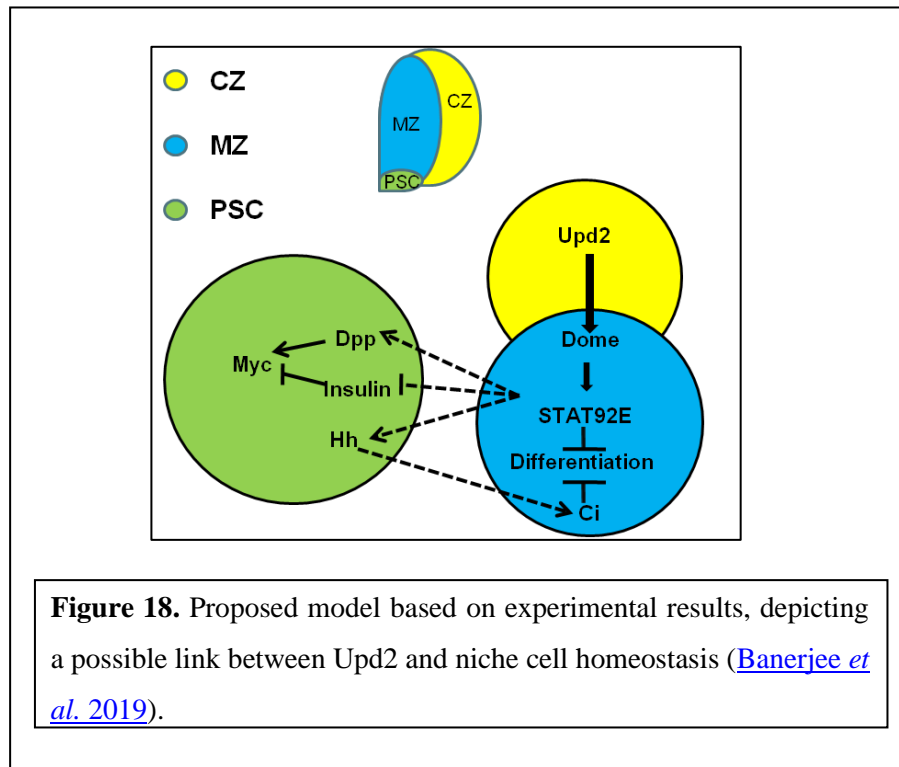 CZ
MZ
PSC
CZ
MZ
PSC
Upd2
Dome
Dpp
Myc
Insulin
STAT92E
Hh
Differentiation
Ci
Figure 18. Proposed model based on experimental results, depicting
a possible link between Upd2 and niche cell homeostasis (Banerjee et
al. 2019).